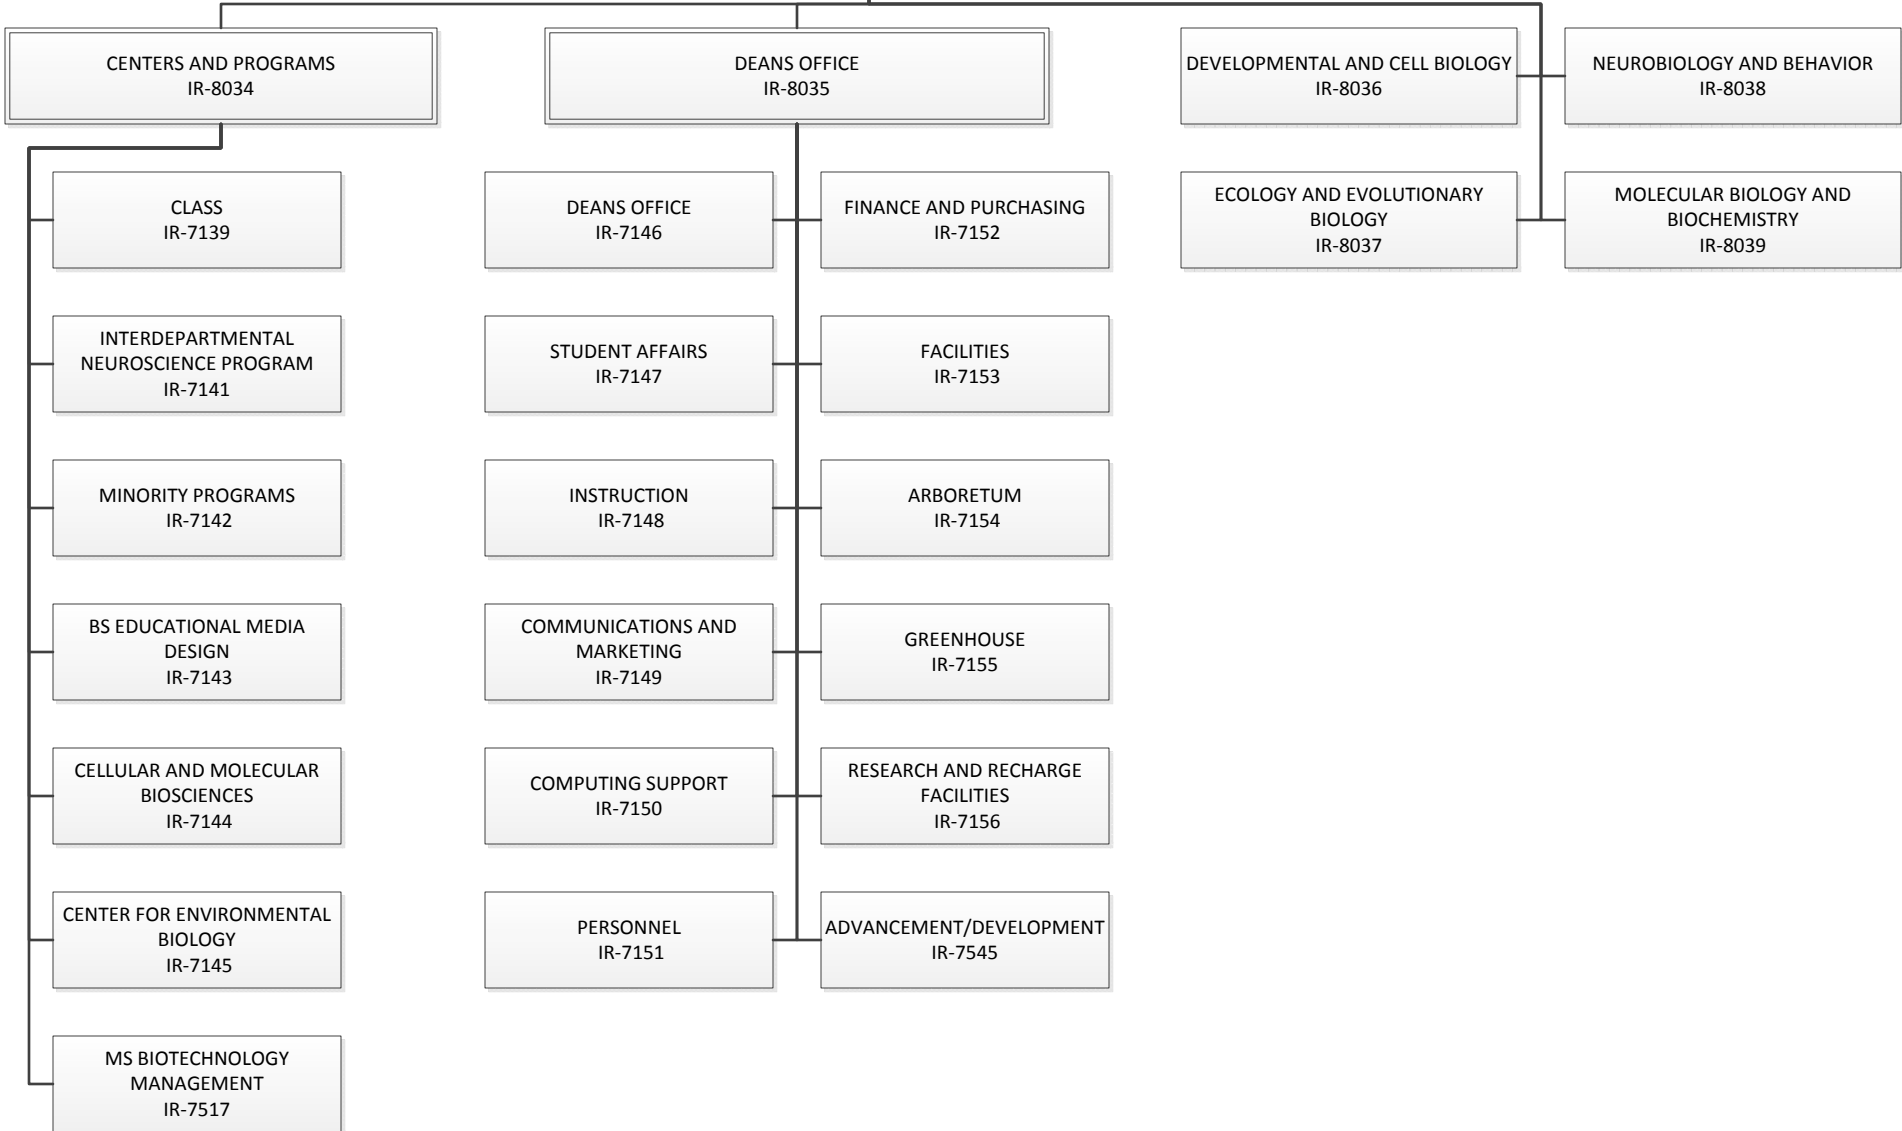 CENTERS AND PROGRAMS
IR-8034
DEANS OFFICE
IR-8035
DEVELOPMENTAL AND CELL BIOLOGY
IR-8036
NEUROBIOLOGY AND BEHAVIOR
IR-8038
CLASS
IR-7139
DEANS OFFICE
IR-7146
FINANCE AND PURCHASING
IR-7152
ECOLOGY AND EVOLUTIONARY
BIOLOGY
IR-8037
MOLECULAR BIOLOGY AND
BIOCHEMISTRY
IR-8039
INTERDEPARTMENTAL
NEUROSCIENCE PROGRAM
IR-7141
STUDENT AFFAIRS
IR-7147
FACILITIES
IR-7153
MINORITY PROGRAMS
IR-7142
INSTRUCTION
IR-7148
ARBORETUM
IR-7154
BS EDUCATIONAL MEDIA
DESIGN
IR-7143
COMMUNICATIONS AND
MARKETING
IR-7149
GREENHOUSE
IR-7155
CELLULAR AND MOLECULAR
BIOSCIENCES
IR-7144
COMPUTING SUPPORT
IR-7150
RESEARCH AND RECHARGE
FACILITIES
IR-7156
CENTER FOR ENVIRONMENTAL
BIOLOGY
IR-7145
PERSONNEL
IR-7151
ADVANCEMENT/DEVELOPMENT
IR-7545
MS BIOTECHNOLOGY
MANAGEMENT
IR-7517